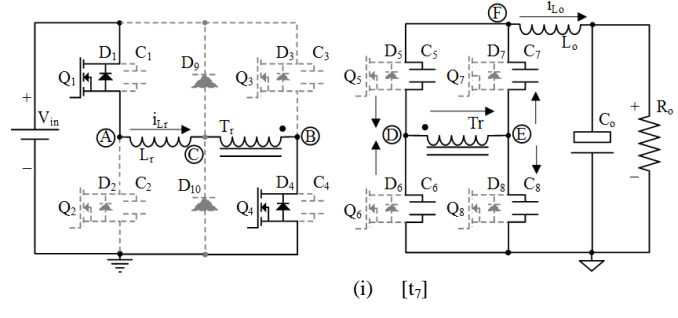 F
iLo
D1 C1 D3 C3 D5 C5 D7 C7 Lo
D9
Q1 Q3 Q5 Q7
+ Vin − iLr Tr Tr Co + Ro −
A B D E
Lr C
D2 C2 D10 D4 C4 D6 C6 D8 C8
Q2 Q4 Q6 Q8
(i) [t7]